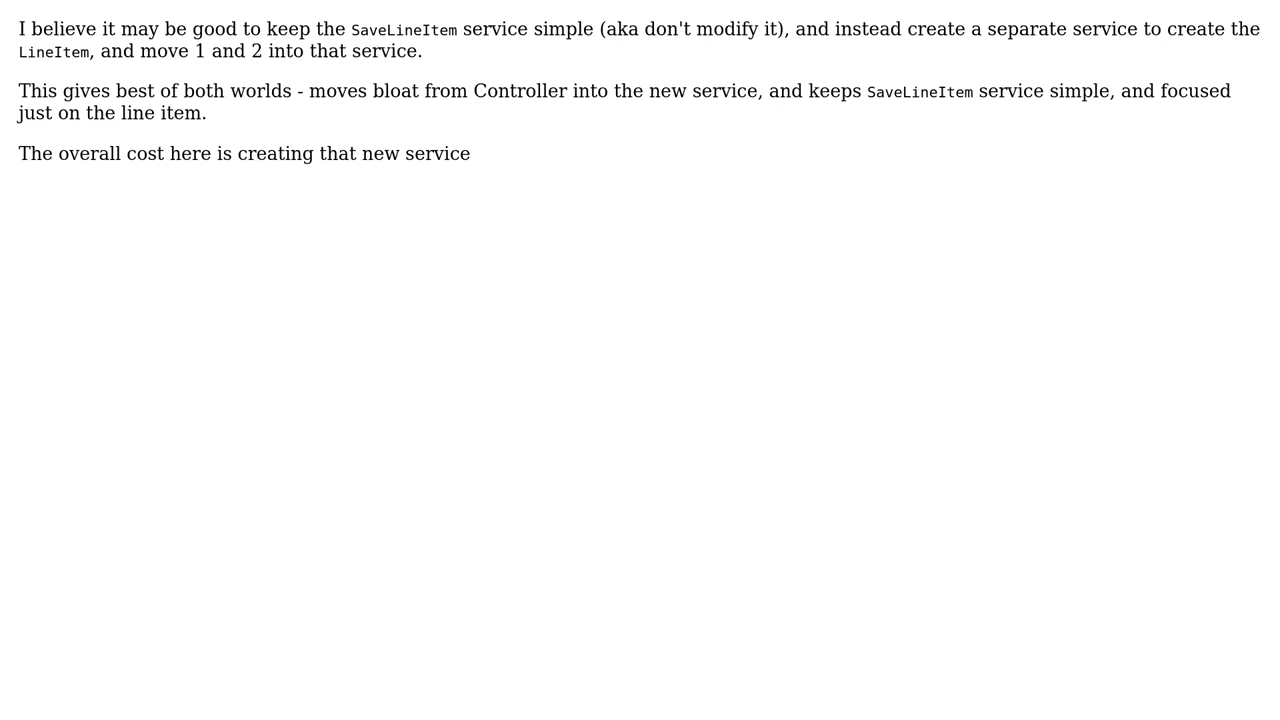 I believe it may be good to keep the SaveLineItem service simple (aka don't modify it), and instead create a separate service to create the
LineItem, and move 1 and 2 into that service.
This gives best of both worlds - moves bloat from Controller into the new service, and keeps SaveLineItem service simple, and focused
just on the line item.
The overall cost here is creating that new service